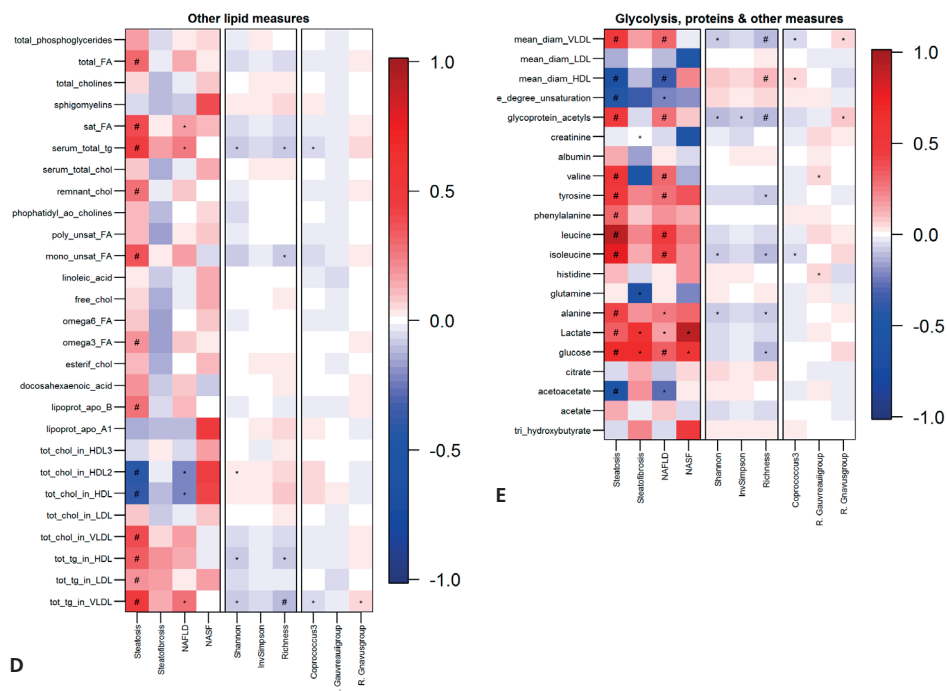 Other lipid measures
total_phosphoglycerides
total_FA
total_cholines
sphigomyelins
sat_FA
serum_total_tg
serum_total_chol
remnant_chol
phophatidyl_ao_cholines
poly_unsat_FA
mono_unsat_FA
linoleic_acid
free_chol
omega6_FA
omega3_FA
esterif_chol
docosahexaenoic_acid
lipoprot_apo_B
lipoprot_apo_A1
tot_chol_in_HDL3
tot_chol_in_HDL2
tot_chol_in_HDL
tot_chol_in_LDL
tot_chol_in_VLDL
tot_tg_in_HDL
tot_tg_in_LDL
tot_tg_in_VLDL
Steatosis
Steatofibrosis
NAFLD
NASF
Shannon
InvSimpson
Richness
Coprococcus3
. Gauvreauiigroup
R. Gnavusgroup
1.0
0.5
0.0
-0.5
-1.0
D
Glycolysis, proteins & other measures
mean_diam_VLDL
mean_diam_LDL
mean_diam_HDL
e_degree_unsaturation
glycoprotein_acetyls
creatinine
albumin
valine
tyrosine
phenylalanine
leucine
isoleucine
histidine
glutamine
alanine
Lactate
glucose
citrate
acetoacetate
acetate
tri_hydroxybutyrate
Steatosis
Steatofibrosis
NAFLD
NASF
Shannon
InvSimpson
Richness
Coprococcus3
R. Gauvreauiigroup
R. Gnavusgroup
1.0
0.5
0.0
-0.5
-1.0
E